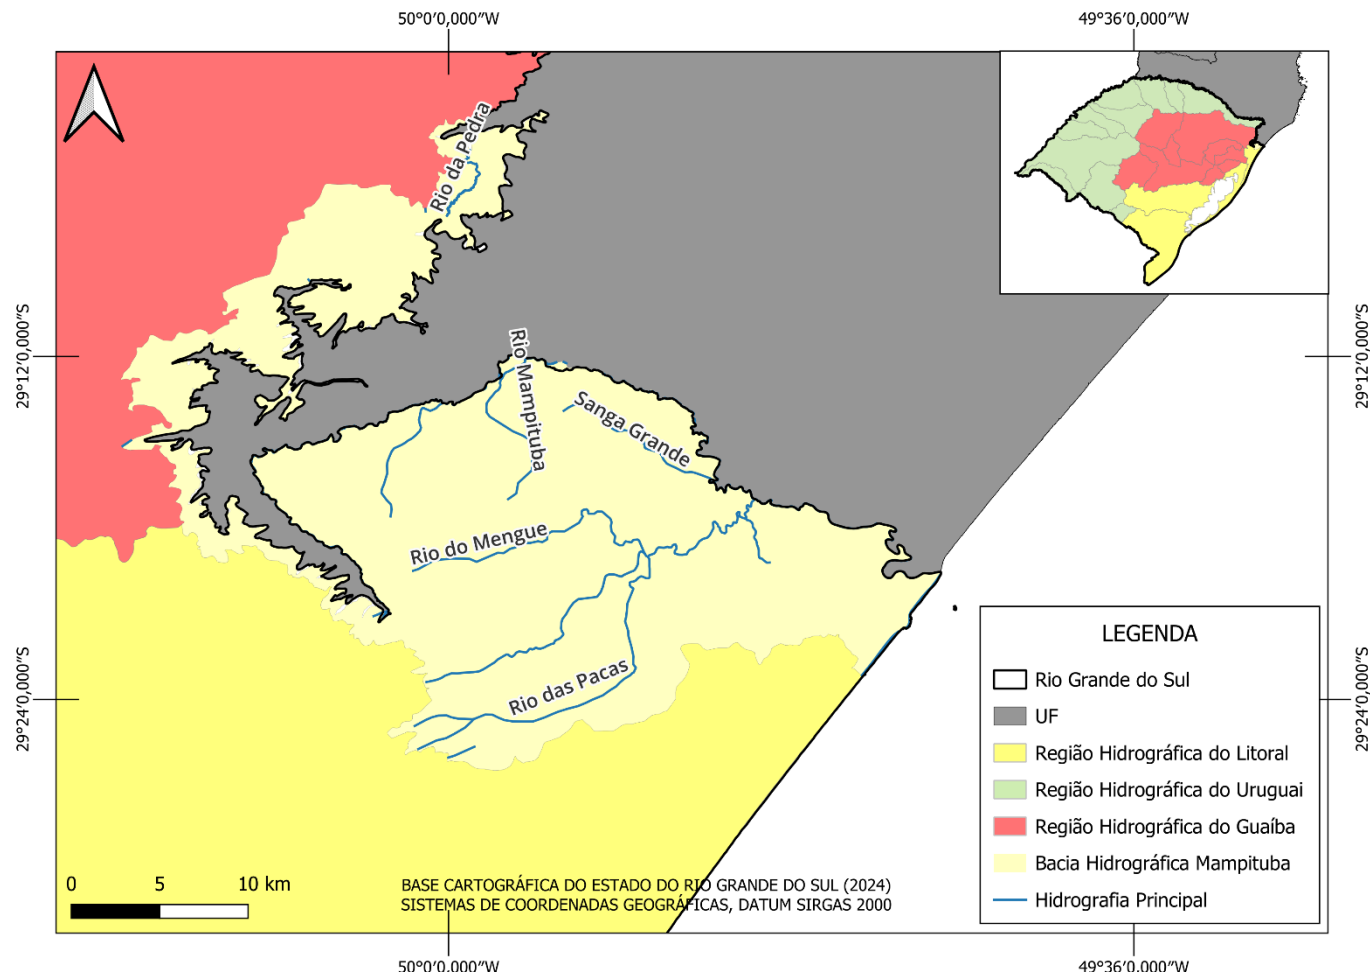 50°0'0,000"W
49°36'0,000"W
Rio da Pedra
29°12'0,000"S
29°12'0,000"S
Rio Mampituba
Sanga Grande
Rio do Mengue
Rio das Pacas
29°24'0,000"S
29°24'0,000"S
LEGENDA
Rio Grande do Sul
UF
Região Hidrográfica do Litoral
Região Hidrográfica do Uruguai
Região Hidrográfica do Guaíba
Bacia Hidrográfica Mampituba
Hidrografia Principal
0 5 10 km
BASE CARTOGRÁFICA DO ESTADO DO RIO GRANDE DO SUL (2024)
SISTEMAS DE COORDENADAS GEOGRÁFICAS, DATUM SIRGAS 2000
50°0'0,000"W
49°36'0,000"W